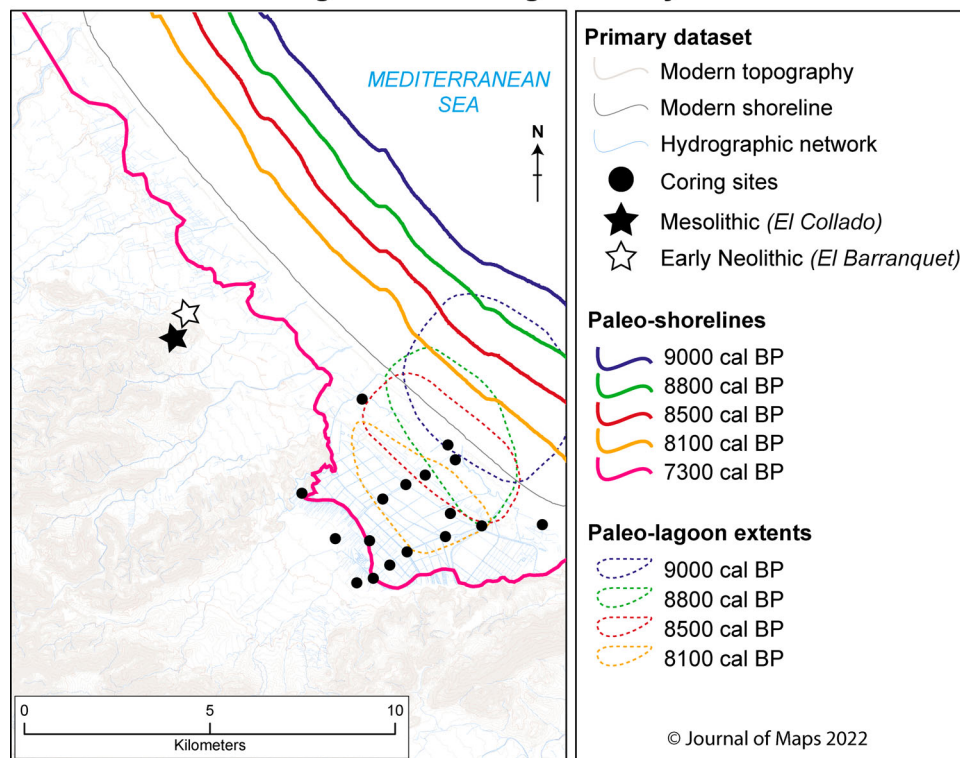 MEDITERRANEAN
SEA
N
0
5
10
Kilometers
Primary dataset
Modern topography
Modern shoreline
Hydrographic network
Coring sites
Mesolithic (El Collado)
Early Neolithic (El Barranquet)
Paleo-shorelines
9000 cal BP
8800 cal BP
8500 cal BP
8100 cal BP
7300 cal BP
Paleo-lagoon extents
9000 cal BP
8800 cal BP
8500 cal BP
8100 cal BP
© Journal of Maps 2022